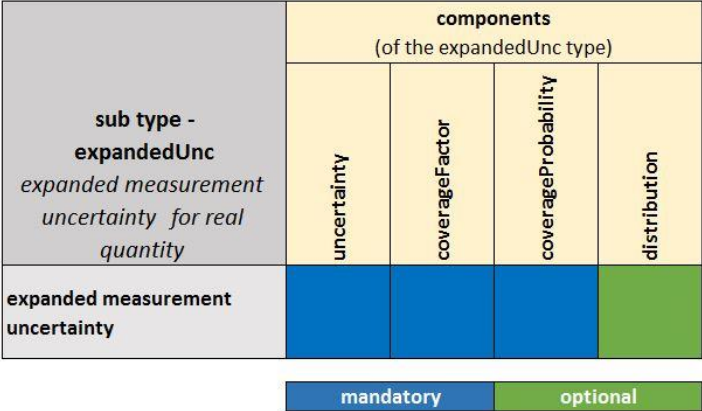 components
(of the expandedUnc type)
sub type -
expandedUnc
expanded measurement
uncertainty for real
quantity
uncertainty
coverageFactor
coverageProbability
distribution
expanded measurement
uncertainty
mandatory
optional